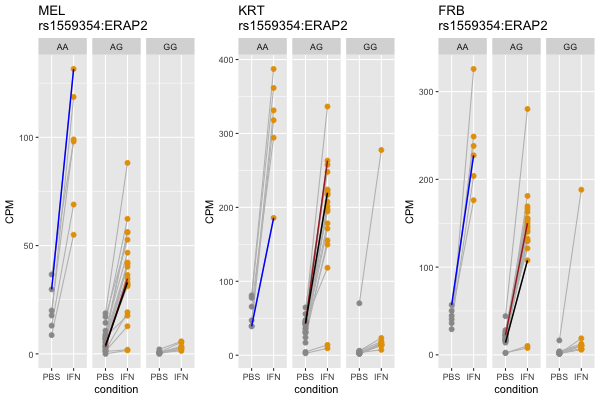 MEL
rs1559354:ERAP2
AA AG GG
CPM
100
50
0
PBS IFN PBS IFN PBS IFN
condition
KRT
rs1559354:ERAP2
AA AG GG
CPM
400
300
200
100
0
PBS IFN PBS IFN PBS IFN
condition
FRB
rs1559354:ERAP2
AA AG GG
CPM
300
200
100
0
PBS IFN PBS IFN PBS IFN
condition